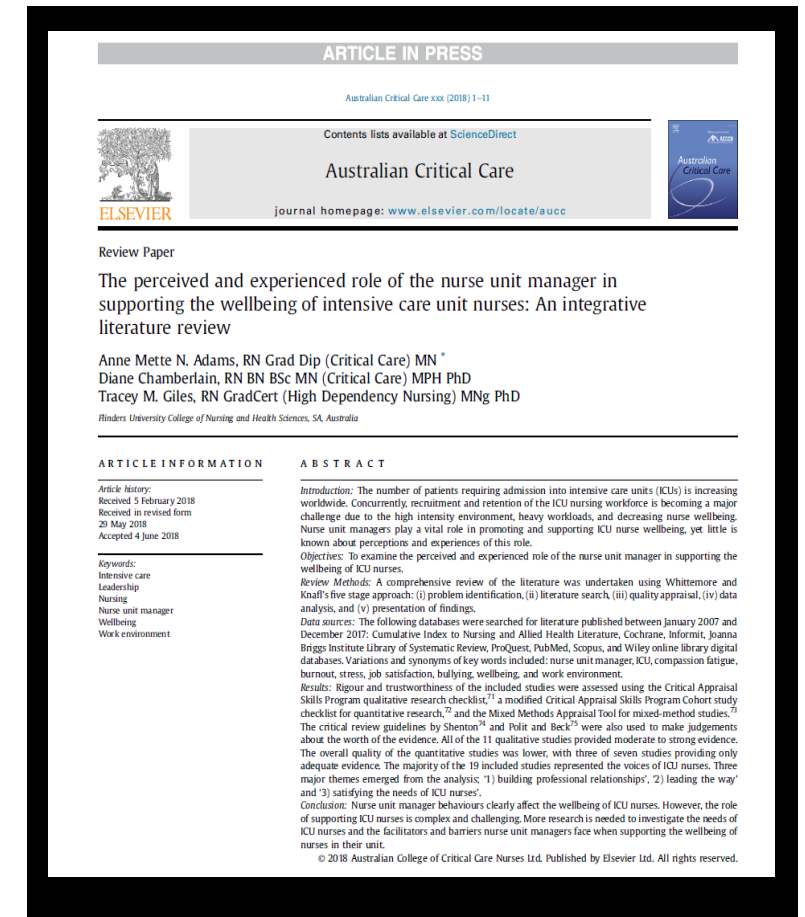 ARTICLE IN PRESS
Australian Critical Care xxx (2018) 1–11
Contents lists available at ScienceDirect
Australian Critical Care
journal homepage: www.elsevier.com/locate/aucc
ELSEVIER
ACCCN
Australian
Critical Care
Review Paper
The perceived and experienced role of the nurse unit manager in
supporting the wellbeing of intensive care unit nurses: An integrative
literature review
Anne Mette N. Adams, RN Grad Dip (Critical Care) MN *
Diane Chamberlain, RN BN BSc MN (Critical Care) MPH PhD
Tracey M. Giles, RN GradCert (High Dependency Nursing) MNg PhD
Flinders University College of Nursing and Health Sciences, SA, Australia
ARTICLE INFORMATION
Article history:
Received 5 February 2018
Received in revised form
29 May 2018
Accepted 4 June 2018
Keywords:
Intensive care
Leadership
Nursing
Nurse unit manager
Wellbeing
Work environment
ABSTRACT
Introduction: The number of patients requiring admission into intensive care units (ICUs) is increasing
worldwide. Concurrently, recruitment and retention of the ICU nursing workforce is becoming a major
challenge due to the high intensity environment, heavy workloads, and decreasing nurse wellbeing.
Nurse unit managers play a vital role in promoting and supporting ICU nurse wellbeing, yet little is
known about perceptions and experiences of this role.
Objectives: To examine the perceived and experienced role of the nurse unit manager in supporting the
wellbeing of ICU nurses.
Review Methods: A comprehensive review of the literature was undertaken using Whittemore and
Knafl's five stage approach: (i) problem identification, (ii) literature search, (iii) quality appraisal, (iv) data
analysis, and (v) presentation of findings.
Data sources: The following databases were searched for literature published between January 2007 and
December 2017: Cumulative Index to Nursing and Allied Health Literature, Cochrane, Informit, Joanna
Briggs Institute Library of Systematic Review, ProQuest, PubMed, Scopus, and Wiley online library digital
databases. Variations and synonyms of key words included: nurse unit manager, ICU, compassion fatigue,
burnout, stress, job satisfaction, bullying, wellbeing, and work environment.
Results: Rigour and trustworthiness of the included studies were assessed using the Critical Appraisal
Skills Program qualitative research checklist,71 a modified Critical Appraisal Skills Program Cohort study
checklist for quantitative research,72 and the Mixed Methods Appraisal Tool for mixed-method studies.73
The critical review guidelines by Shenton74 and Polit and Beck75 were also used to make judgements
about the worth of the evidence. All of the 11 qualitative studies provided moderate to strong evidence.
The overall quality of the quantitative studies was lower, with three of seven studies providing only
adequate evidence. The majority of the 19 included studies represented the voices of ICU nurses. Three
major themes emerged from the analysis; '1) building professional relationships', '2) leading the way'
and '3) satisfying the needs of ICU nurses'.
Conclusion: Nurse unit manager behaviours clearly affect the wellbeing of ICU nurses. However, the role
of supporting ICU nurses is complex and challenging. More research is needed to investigate the needs of
ICU nurses and the facilitators and barriers nurse unit managers face when supporting the wellbeing of
nurses in their unit.
© 2018 Australian College of Critical Care Nurses Ltd. Published by Elsevier Ltd. All rights reserved.